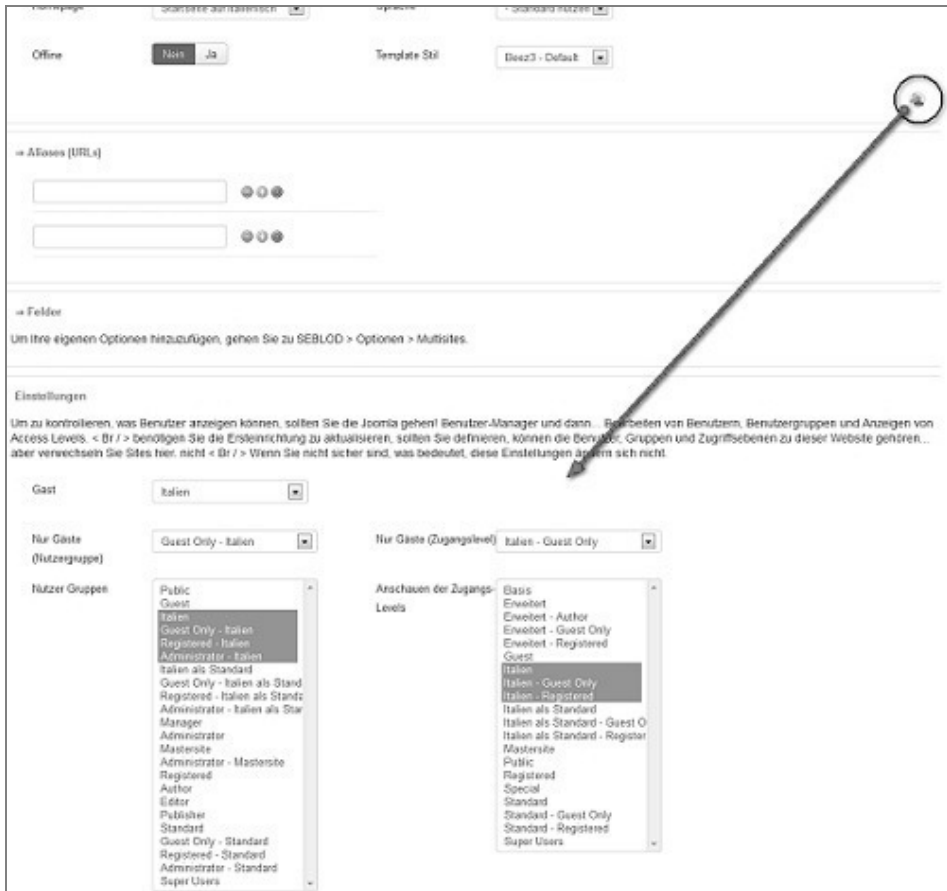 Homepage Startseite auf Italienisch Sprache - Standard nutzen
Offline Nein Ja Template Stil Beez3 - Default
Aliases (URLs)
Felder
Um Ihre eigenen Optionen hinzuzufügen, gehen Sie zu SEBLOD > Optionen > Multisites.
Einstellungen
Um zu kontrollieren, was Benutzer anzeigen können, sollten Sie die Joomla gehen! Benutzer-Manager und dann... Bearbeiten von Benutzern, Benutzergruppen und Anzeigen von
Access Levels. < Br / > benötigen Sie die Ersteinrichtung zu aktualisieren, sollten Sie definieren, können die Benutzer, Gruppen und Zugriffsebenen zu dieser Website gehören...
aber verwechseln Sie Sites hier. nicht < Br / > Wenn Sie nicht sicher sind, was bedeutet, diese Einstellungen ändern sich nicht.
Gast Italien
Nur Gäste (Nutzergruppe) Guest Only - Italien
Nur Gäste (Zugangslevel) Italien - Guest Only
Nutzer Gruppen
Public
Guest
Italien
Guest Only - Italien
Registered - Italien
Administrator - Italien
Italien als Standard
Guest Only - Italien als Stand
Registered - Italien als Standa
Administrator - Italien als Stan
Manager
Administrator
Mastersite
Administrator - Mastersite
Registered
Author
Editor
Publisher
Standard
Guest Only - Standard
Registered - Standard
Administrator - Standard
Super Users
Anschauen der Zugangs-
Levels
Basis
Erweitert
Erweitert - Author
Erweitert - Guest Only
Erweitert - Registered
Guest
Italien
Italien - Guest Only
Italien - Registered
Italien als Standard
Italien als Standard - Guest O
Italien als Standard - Register
Mastersite
Public
Registered
Special
Standard
Standard - Guest Only
Standard - Registered
Super Users